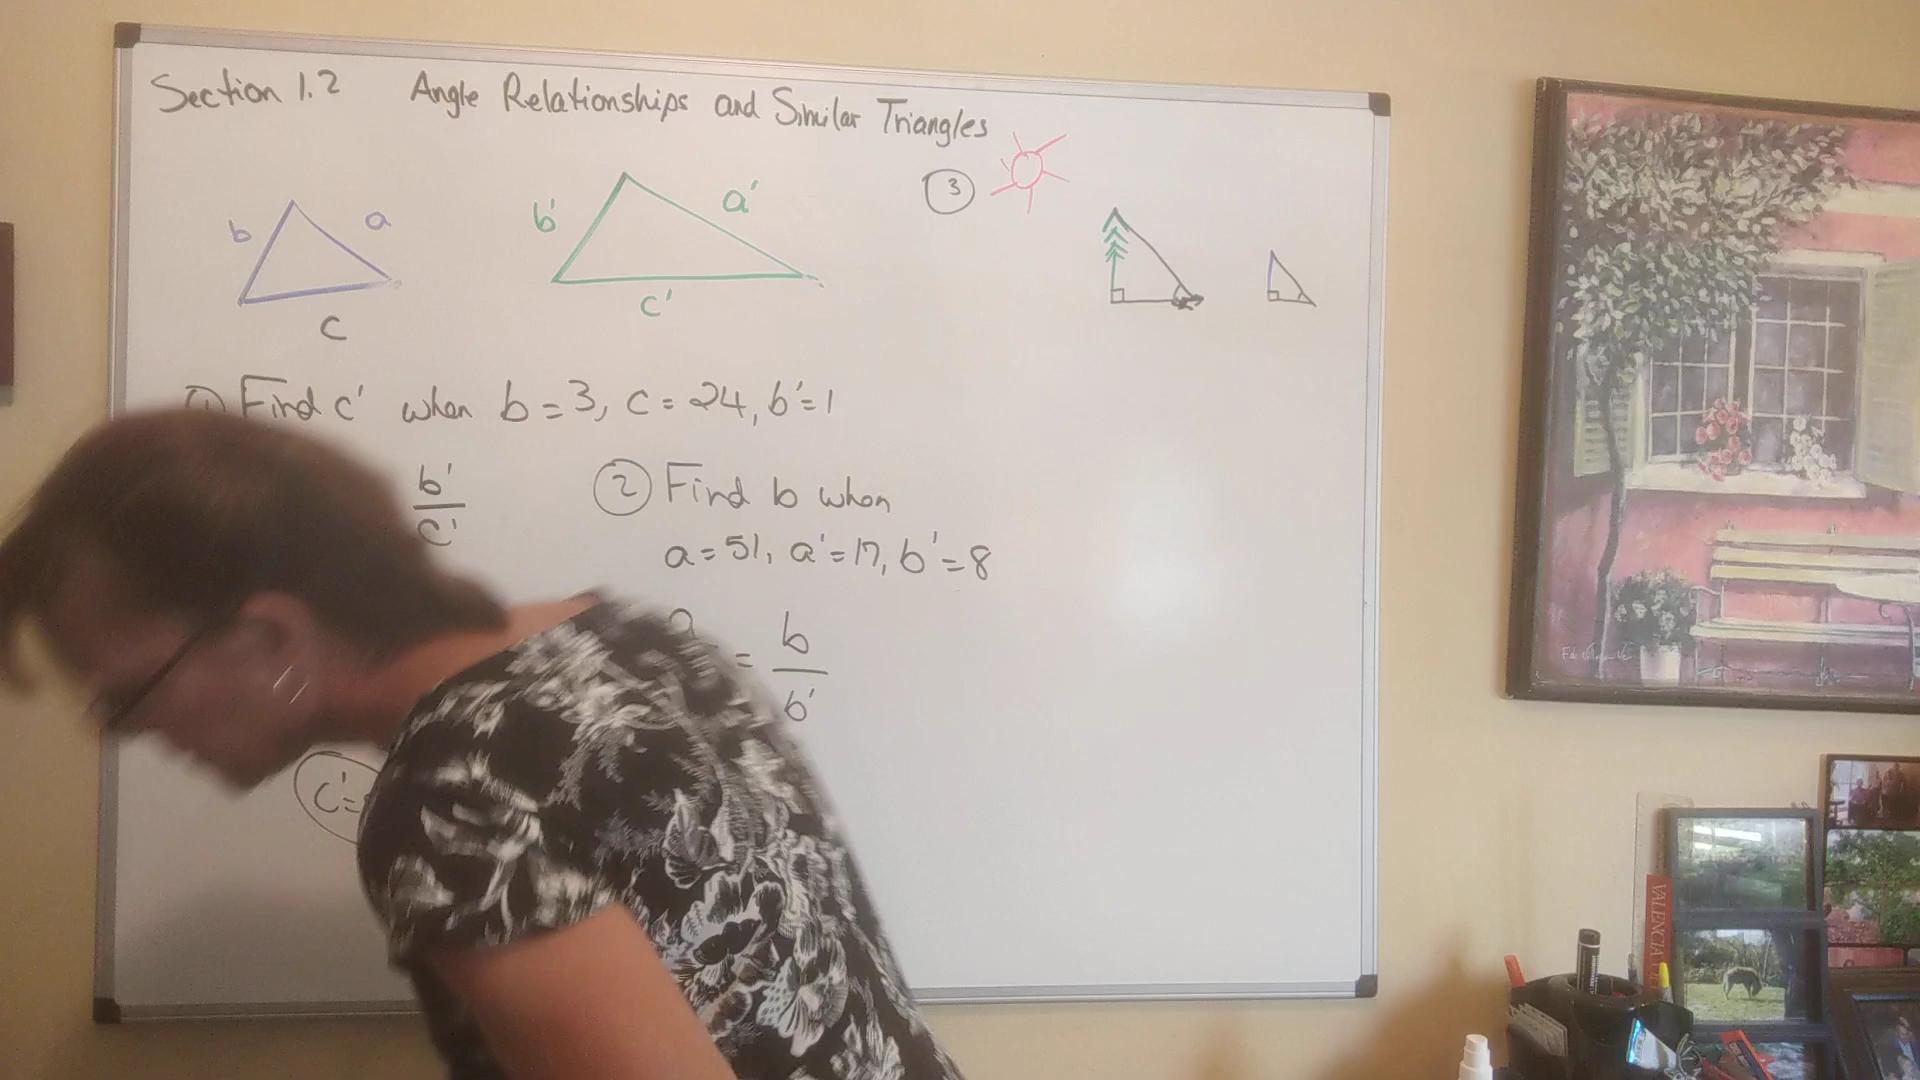 Section 1.2 Angle Relationships and Similar Triangles
3
b a
b' a'
c'
c
1 Find c' when b = 3, c = 24, b' = 1
b'
c'
2 Find b when
a = 51, a' = 17, b' = 8
= b
b'
c' =
VALENCIA